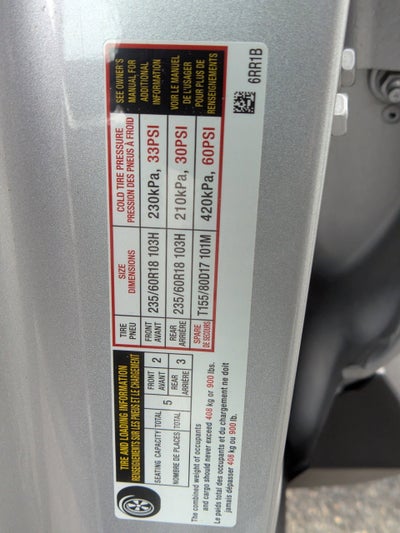 TIRE AND LOADING INFORMATION
RENSEIGNEMENTS SUR LES PNEUS ET LE CHARGEMENT
SEATING CAPACITY TOTAL 5 FRONT AVANT 2 REAR ARRIÈRE 3
NOMBRE DE PLACES TOTAL
The combined weight of occupants
and cargo should never exceed 408 kg or 900 lbs.
Le poids total des occupants et du chargement ne doit
jamais dépasser 408 kg ou 900 lb.
TIRE SIZE COLD TIRE PRESSURE
PNEU DIMENSIONS PRESSION DES PNEUS À FROID
FRONT AVANT 235/60R18 103H 230kPa, 33PSI
REAR ARRIÈRE 235/60R18 103H 210kPa, 30PSI
SPARE DE SECOURS T155/80D17 101M 420kPa, 60PSI
SEE OWNER'S
MANUAL FOR
ADDITIONAL
INFORMATION
VOIR LE MANUEL
DE L'USAGER
POUR PLUS DE
RENSEIGNEMENTS
6RR1B